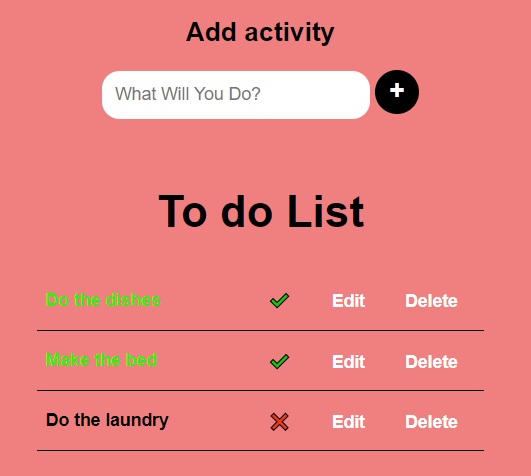 Add activity
What Will You Do? +
To do List
Do the dishes Edit Delete
Make the bed Edit Delete
Do the laundry Edit Delete